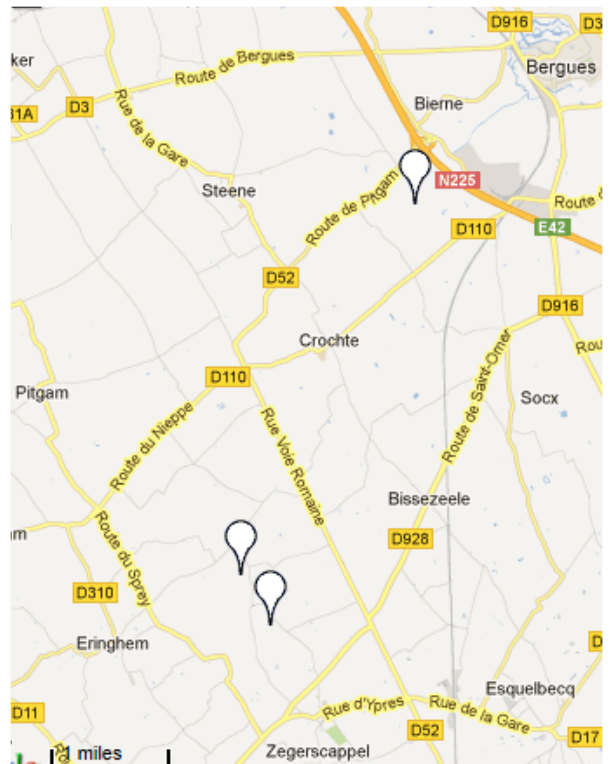 D916
D3
ker
Route de Bergues
Bergues
D3
31A
Bierne
Rue de la Gare
Steene
N225
Route de Pitgam
Route d
D110
E42
D52
D916
Crochte
Rou
D110
Pitgam
Socx
Route de Saint-Omer
Route du Nieppe
Rue Voie Romaine
Bissezeele
Route du Sprey
D928
D310
Eringhem
D
Esquelbecq
D11
Rue d'Ypres
Rue de la Gare
D52
D17
1 miles
Zegerscappel